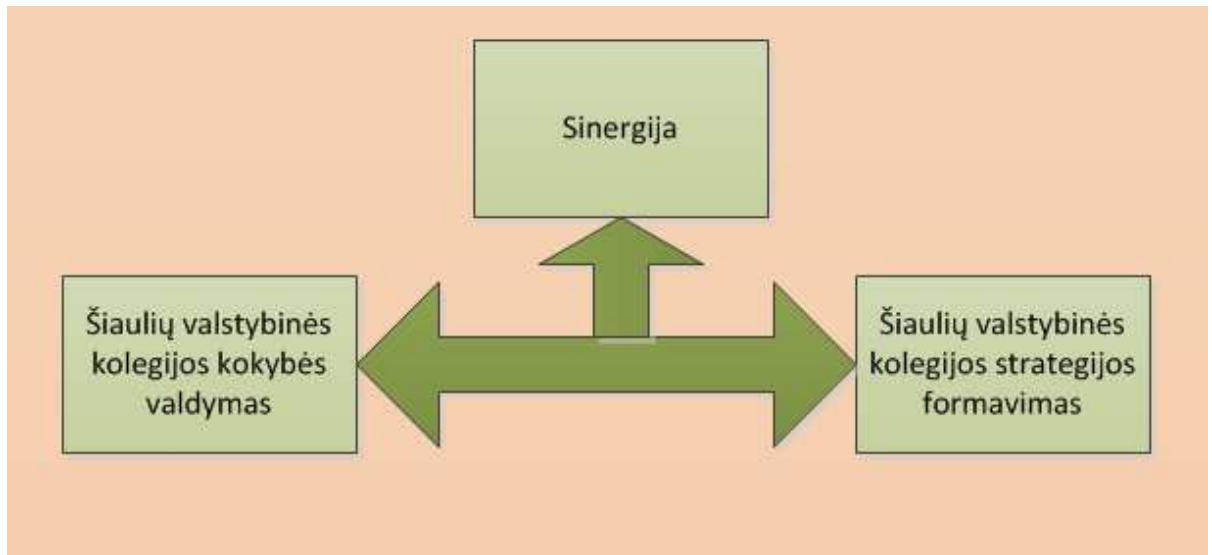 Sinergija
Šiaulių valstybinės
kolegijos kokybės
valdymas
Šiaulių valstybinės
kolegijos strategijos
formavimas